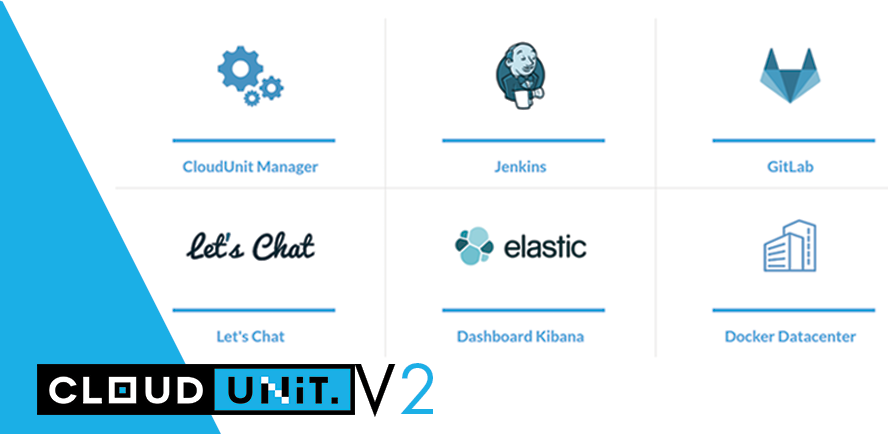 CloudUnit Manager
Jenkins
GitLab
Let's Chat
elastic
Let's Chat
Dashboard Kibana
Docker Datacenter
CLOUD UNiT. V2